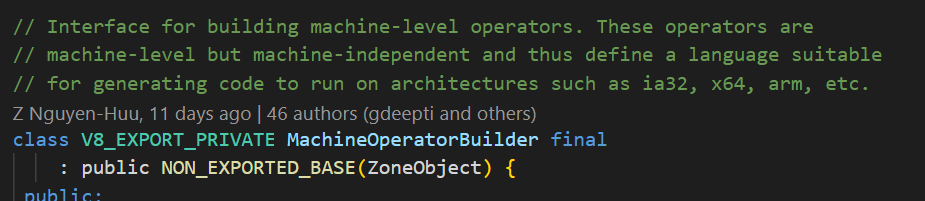 // Interface for building machine-level operators. These operators are
// machine-level but machine-independent and thus define a language suitable
// for generating code to run on architectures such as ia32, x64, arm, etc.
Z Nguyen-Huu, 11 days ago | 46 authors (gdeepti and others)
class V8_EXPORT_PRIVATE MachineOperatorBuilder final
    : public NON_EXPORTED_BASE(ZoneObject) {
 public: